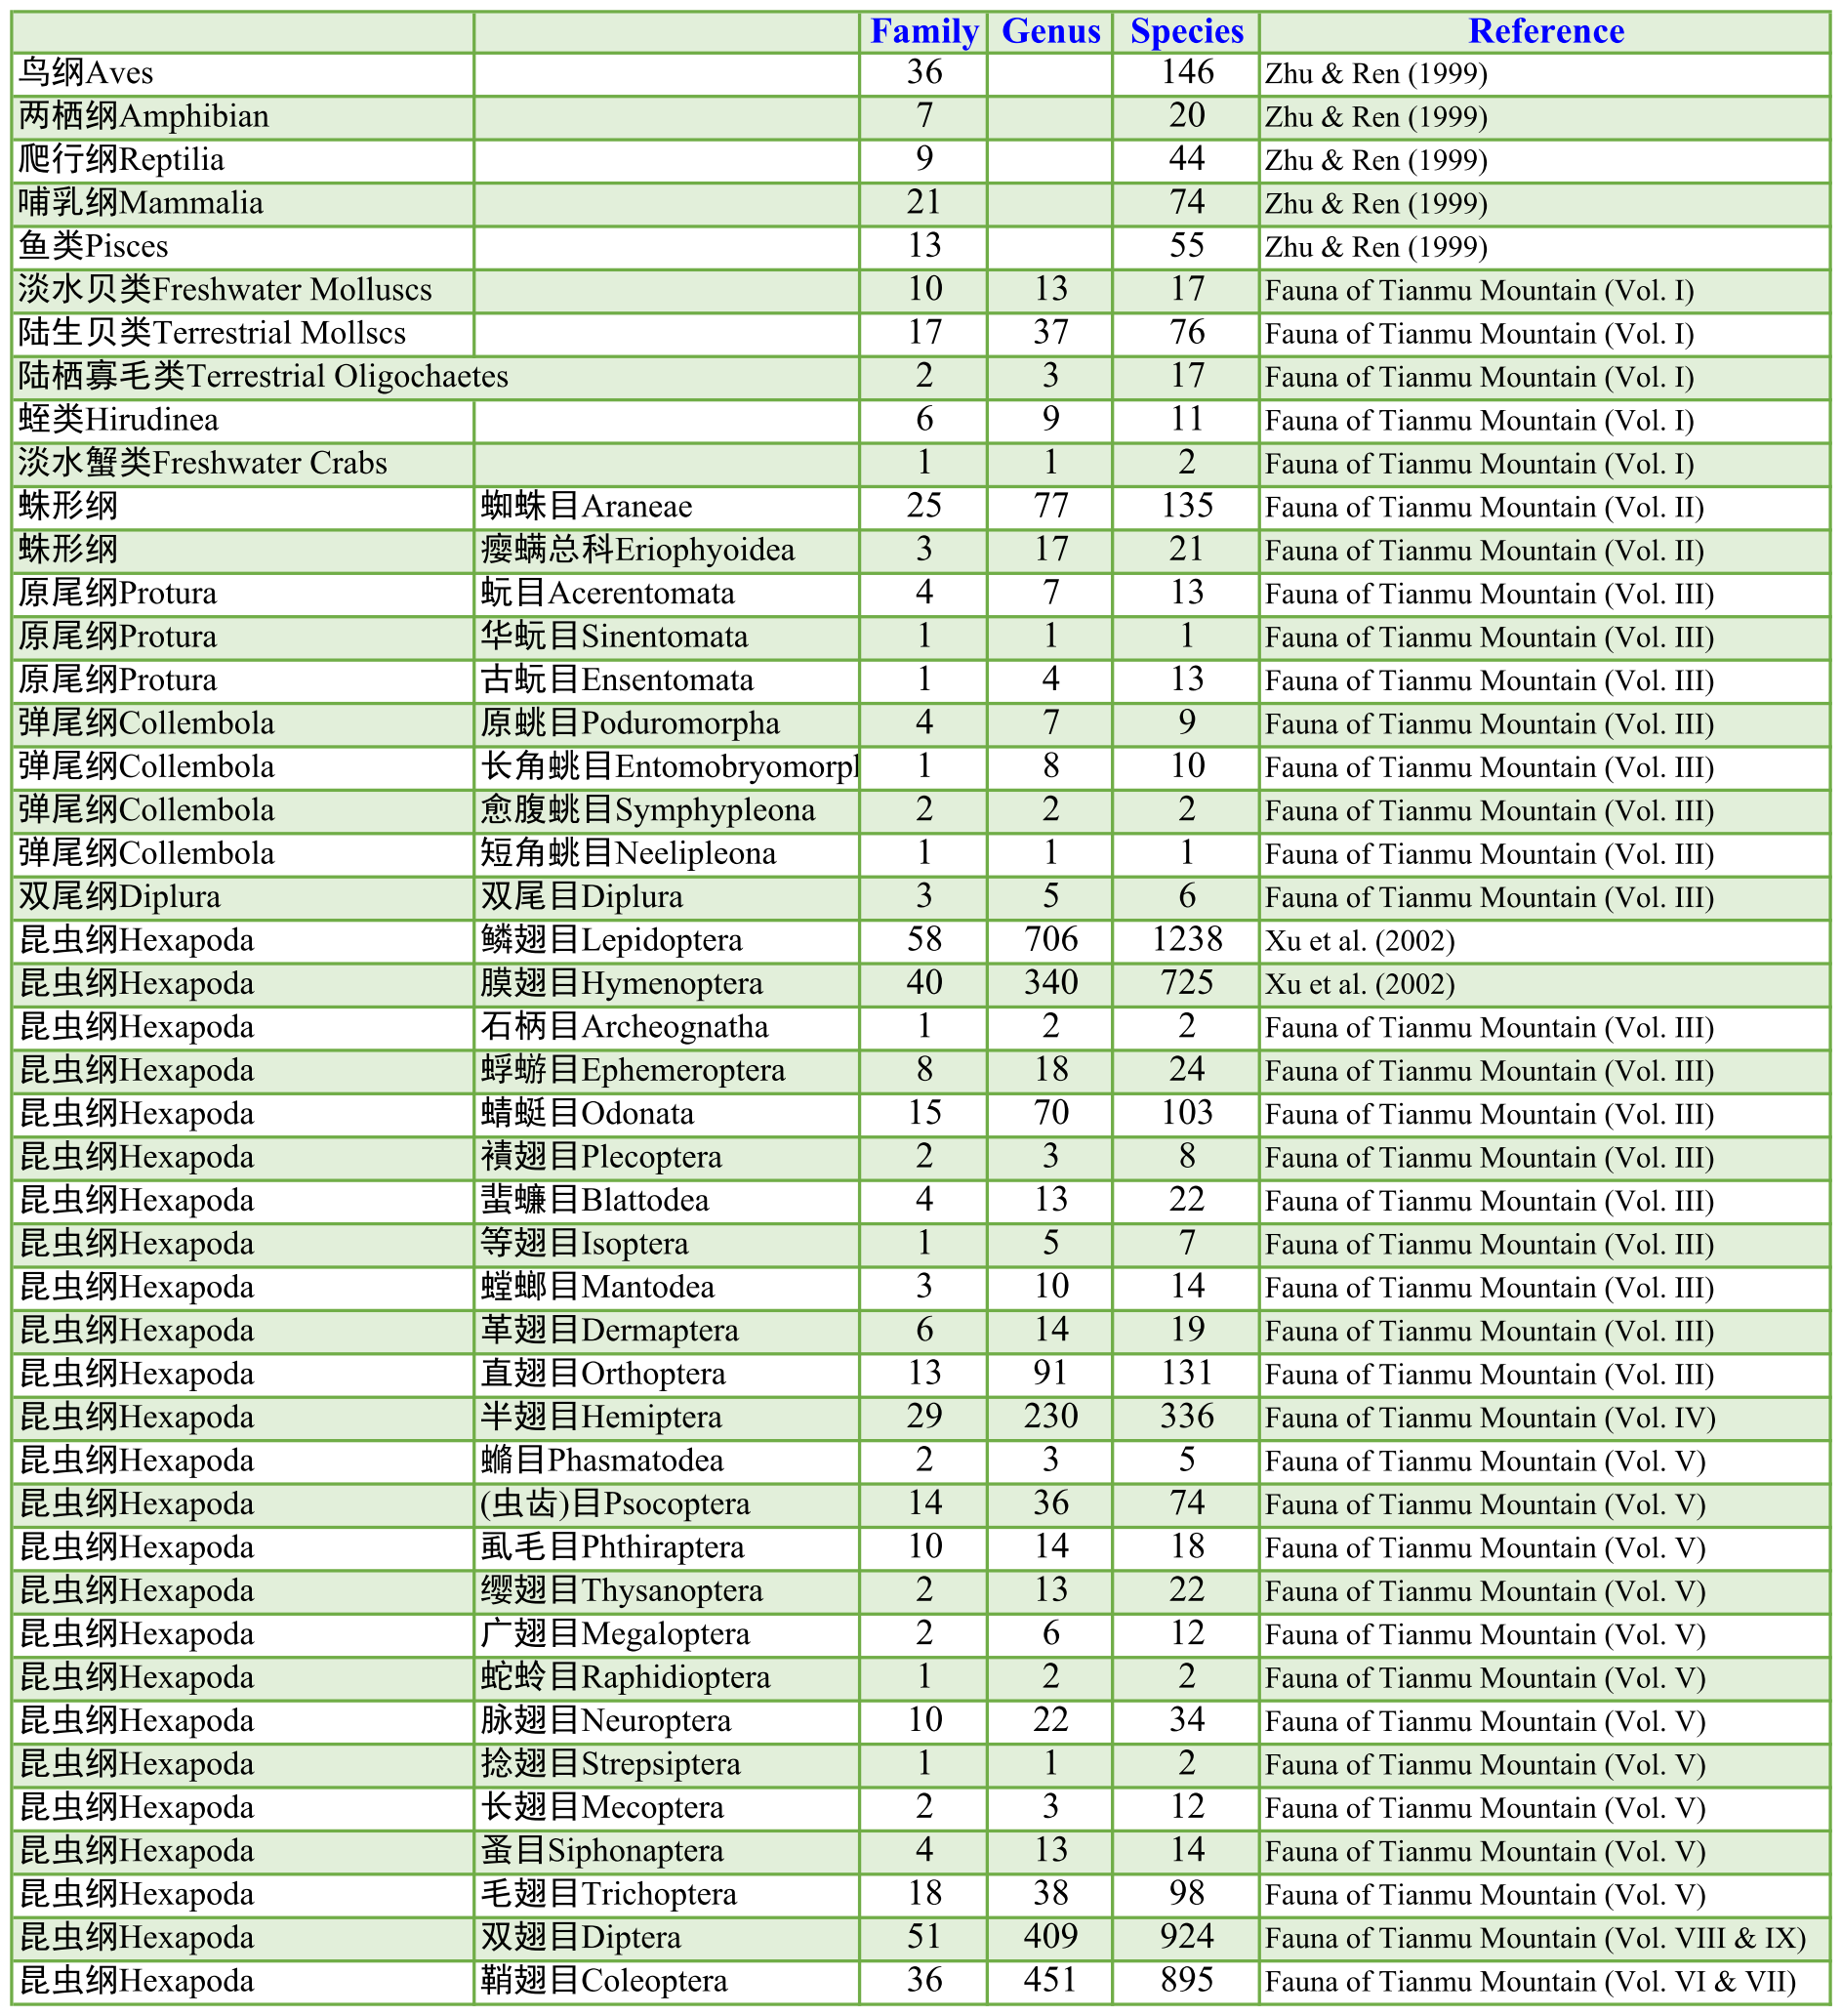 Family Genus Species Reference
鸟纲Aves 36 146 Zhu & Ren (1999)
两栖纲Amphibian 7 20 Zhu & Ren (1999)
爬行纲Reptilia 9 44 Zhu & Ren (1999)
哺乳纲Mammalia 21 74 Zhu & Ren (1999)
鱼类Pisces 13 55 Zhu & Ren (1999)
淡水贝类Freshwater Molluscs 10 13 17 Fauna of Tianmu Mountain (Vol. I)
陆生贝类Terrestrial Mollscs 17 37 76 Fauna of Tianmu Mountain (Vol. I)
陆栖寡毛类Terrestrial Oligochaetes 2 3 17 Fauna of Tianmu Mountain (Vol. I)
蛭类Hirudinea 6 9 11 Fauna of Tianmu Mountain (Vol. I)
淡水蟹类Freshwater Crabs 1 1 2 Fauna of Tianmu Mountain (Vol. I)
蛛形纲 蜘蛛目Araneae 25 77 135 Fauna of Tianmu Mountain (Vol. II)
蛛形纲 瘿螨总科Eriophyoidea 3 17 21 Fauna of Tianmu Mountain (Vol. II)
原尾纲Protura 蚖目Acerentomata 4 7 13 Fauna of Tianmu Mountain (Vol. III)
原尾纲Protura 华蚖目Sinentomata 1 1 1 Fauna of Tianmu Mountain (Vol. III)
原尾纲Protura 古蚖目Ensentomata 1 4 13 Fauna of Tianmu Mountain (Vol. III)
弹尾纲Collembola 原蛛目Poduromorpha 4 7 9 Fauna of Tianmu Mountain (Vol. III)
弹尾纲Collembola 长角䖴目Entomobryomorpl 1 8 10 Fauna of Tianmu Mountain (Vol. III)
弹尾纲Collembola 愈腹䖴目Symphypleona 2 2 2 Fauna of Tianmu Mountain (Vol. III)
弹尾纲Collembola 短角䖴目Neelipleona 1 1 1 Fauna of Tianmu Mountain (Vol. III)
双尾纲Diplura 双尾目Diplura 3 5 6 Fauna of Tianmu Mountain (Vol. III)
昆虫纲Hexapoda 鳞翅目Lepidoptera 58 706 1238 Xu et al. (2002)
昆虫纲Hexapoda 膜翅目Hymenoptera 40 340 725 Xu et al. (2002)
昆虫纲Hexapoda 石柄目Archeognatha 1 2 2 Fauna of Tianmu Mountain (Vol. III)
昆虫纲Hexapoda 蜉蝣目Ephemeroptera 8 18 24 Fauna of Tianmu Mountain (Vol. III)
昆虫纲Hexapoda 蜻蜓目Odonata 15 70 103 Fauna of Tianmu Mountain (Vol. III)
昆虫纲Hexapoda 襀翅目Plecoptera 2 3 8 Fauna of Tianmu Mountain (Vol. III)
昆虫纲Hexapoda 蜚蠊目Blattodea 4 13 22 Fauna of Tianmu Mountain (Vol. III)
昆虫纲Hexapoda 等翅目Isoptera 1 5 7 Fauna of Tianmu Mountain (Vol. III)
昆虫纲Hexapoda 螳螂目Mantodea 3 10 14 Fauna of Tianmu Mountain (Vol. III)
昆虫纲Hexapoda 革翅目Dermaptera 6 14 19 Fauna of Tianmu Mountain (Vol. III)
昆虫纲Hexapoda 直翅目Orthoptera 13 91 131 Fauna of Tianmu Mountain (Vol. III)
昆虫纲Hexapoda 半翅目Hemiptera 29 230 336 Fauna of Tianmu Mountain (Vol. IV)
昆虫纲Hexapoda 䗛目Phasmatodea 2 3 5 Fauna of Tianmu Mountain (Vol. V)
昆虫纲Hexapoda (虫齿)目Psocoptera 14 36 74 Fauna of Tianmu Mountain (Vol. V)
昆虫纲Hexapoda 虱毛目Phthiraptera 10 14 18 Fauna of Tianmu Mountain (Vol. V)
昆虫纲Hexapoda 缨翅目Thysanoptera 2 13 22 Fauna of Tianmu Mountain (Vol. V)
昆虫纲Hexapoda 广翅目Megaloptera 2 6 12 Fauna of Tianmu Mountain (Vol. V)
昆虫纲Hexapoda 蛇蛉目Raphidioptera 1 2 2 Fauna of Tianmu Mountain (Vol. V)
昆虫纲Hexapoda 脉翅目Neuroptera 10 22 34 Fauna of Tianmu Mountain (Vol. V)
昆虫纲Hexapoda 捻翅目Strepsiptera 1 1 2 Fauna of Tianmu Mountain (Vol. V)
昆虫纲Hexapoda 长翅目Mecoptera 2 3 12 Fauna of Tianmu Mountain (Vol. V)
昆虫纲Hexapoda 蚤目Siphonaptera 4 13 14 Fauna of Tianmu Mountain (Vol. V)
昆虫纲Hexapoda 毛翅目Trichoptera 18 38 98 Fauna of Tianmu Mountain (Vol. V)
昆虫纲Hexapoda 双翅目Diptera 51 409 924 Fauna of Tianmu Mountain (Vol. VIII & IX)
昆虫纲Hexapoda 鞘翅目Coleoptera 36 451 895 Fauna of Tianmu Mountain (Vol. VI & VII)